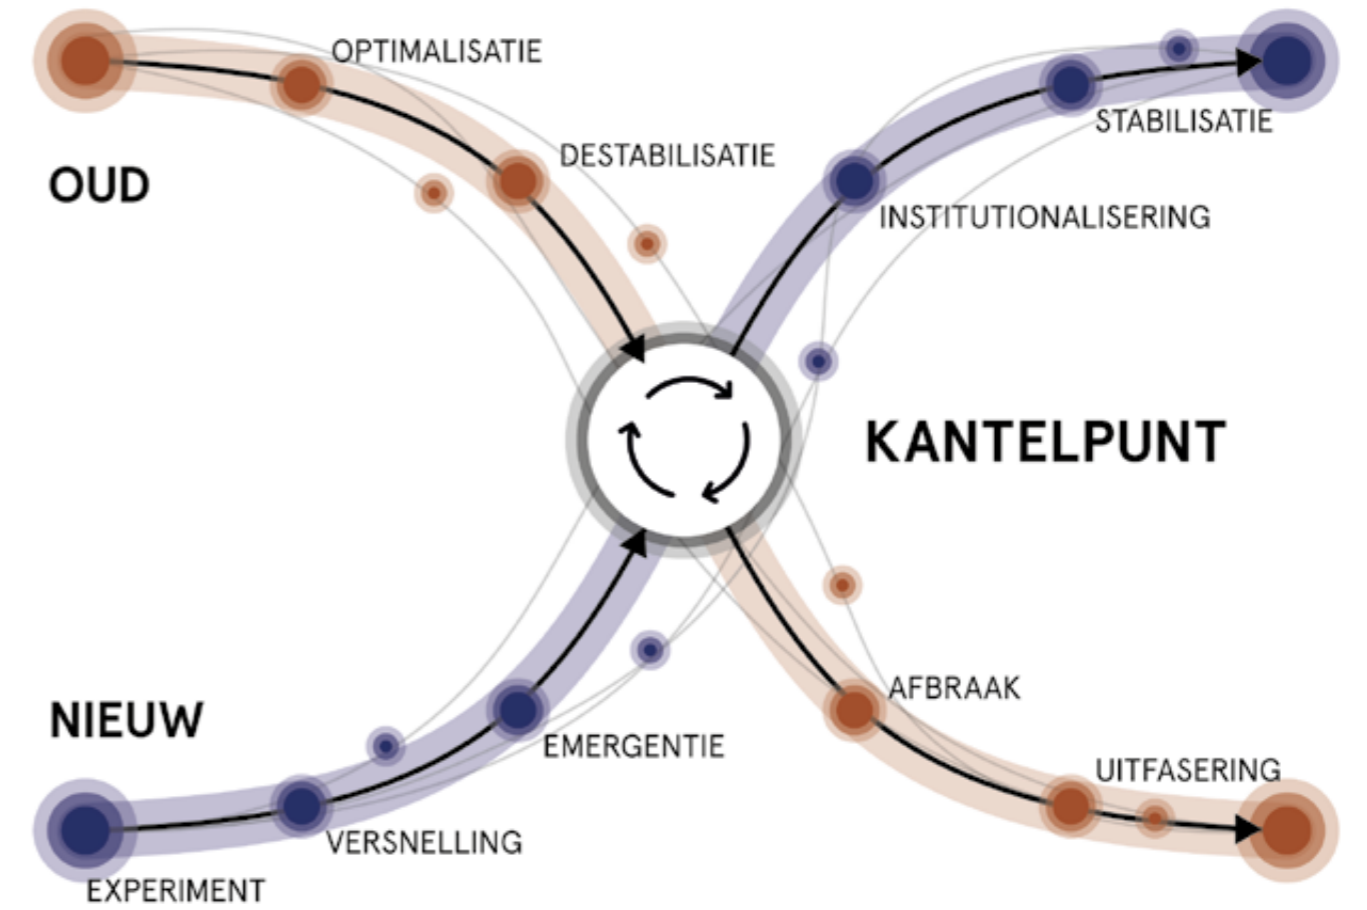 OPTIMALISATIE
DESTABILISATIE
OUD
STABILISATIE
INSTITUTIONALISERING
KANTELPUNT
NIEUW
EMERGENTIE
VERSNELLING
EXPERIMENT
AFBRAAK
UITFASERING